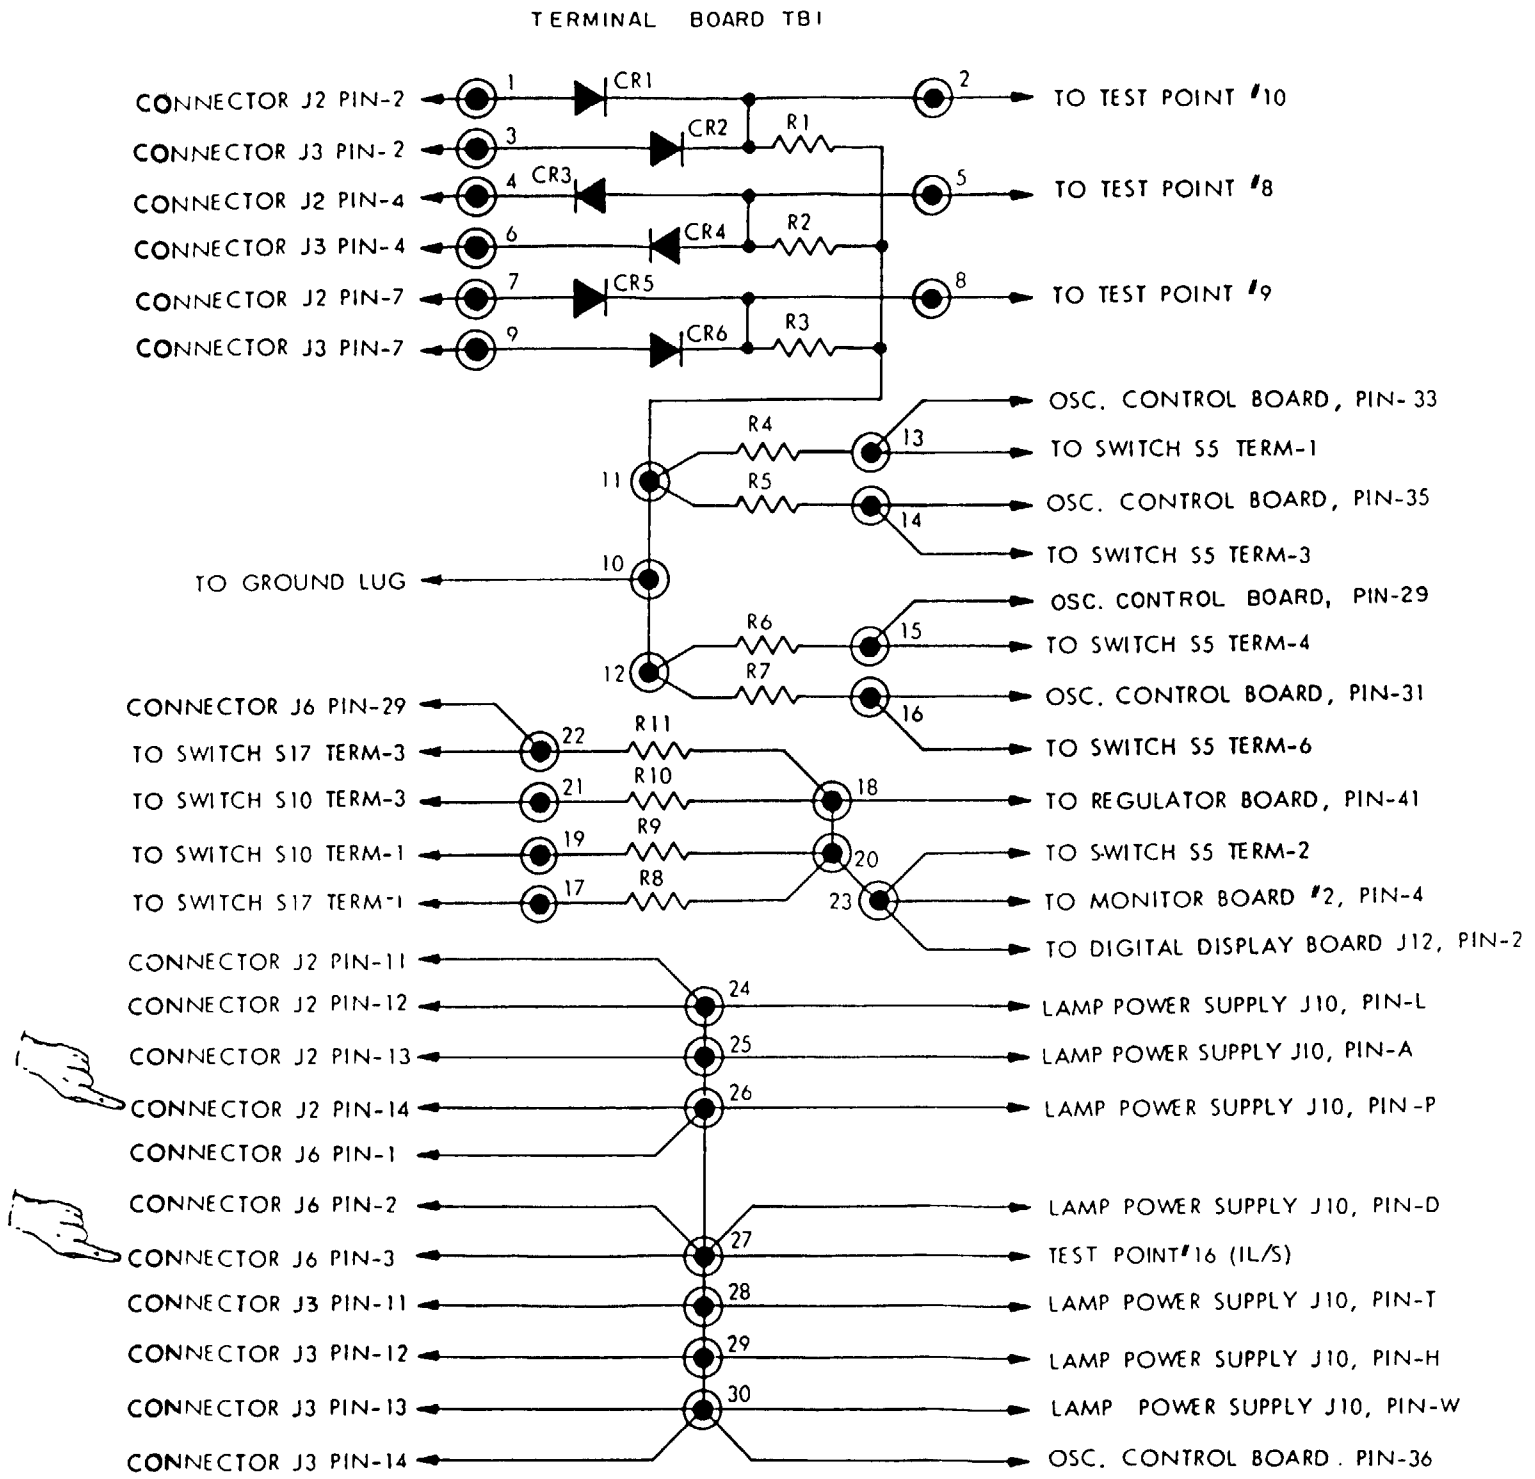 TERMINAL BOARD TB1
CONNECTOR J2 PIN-2 1 CR1 2 TO TEST POINT #10
CONNECTOR J3 PIN-2 3 CR2 R1
CONNECTOR J2 PIN-4 4 CR3 5 TO TEST POINT #8
CONNECTOR J3 PIN-4 6 CR4 R2
CONNECTOR J2 PIN-7 7 CR5 8 TO TEST POINT #9
CONNECTOR J3 PIN-7 9 CR6 R3
OSC. CONTROL BOARD, PIN-33
R4 13 TO SWITCH S5 TERM-1
11
R5 14 OSC. CONTROL BOARD, PIN-35
TO SWITCH S5 TERM-3
TO GROUND LUG 10
OSC. CONTROL BOARD, PIN-29
R6 15 TO SWITCH S5 TERM-4
12
R7 16 OSC. CONTROL BOARD, PIN-31
CONNECTOR J6 PIN-29
TO SWITCH S5 TERM-6
TO SWITCH S17 TERM-3 22 R11
TO SWITCH S10 TERM-3 21 R10 18 TO REGULATOR BOARD, PIN-41
TO SWITCH S10 TERM-1 19 R9 20 TO SWITCH S5 TERM-2
TO SWITCH S17 TERM-1 17 R8 23 TO MONITOR BOARD #2, PIN-4
TO DIGITAL DISPLAY BOARD J12, PIN-2
CONNECTOR J2 PIN-11
CONNECTOR J2 PIN-12 24 LAMP POWER SUPPLY J10, PIN-L
CONNECTOR J2 PIN-13 25 LAMP POWER SUPPLY J10, PIN-A
CONNECTOR J2 PIN-14 26 LAMP POWER SUPPLY J10, PIN-P
CONNECTOR J6 PIN-1
CONNECTOR J6 PIN-2 LAMP POWER SUPPLY J10, PIN-D
CONNECTOR J6 PIN-3 27 TEST POINT #16 (IL/S)
CONNECTOR J3 PIN-11 28 LAMP POWER SUPPLY J10, PIN-T
CONNECTOR J3 PIN-12 29 LAMP POWER SUPPLY J10, PIN-H
CONNECTOR J3 PIN-13 30 LAMP POWER SUPPLY J10, PIN-W
CONNECTOR J3 PIN-14 OSC. CONTROL BOARD. PIN-36